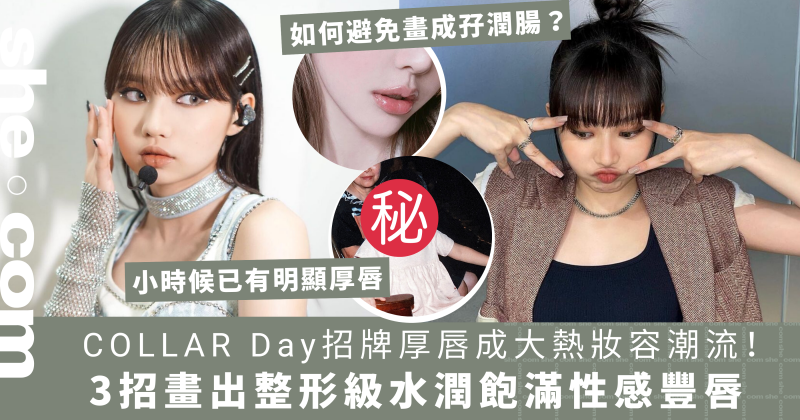 she.com
如何避免畫成孖潤腸？
秘
小時候已有明顯厚唇
COLLAR Day招牌厚唇成大熱妝容潮流！
3招畫出整形級水潤飽滿性感豐唇